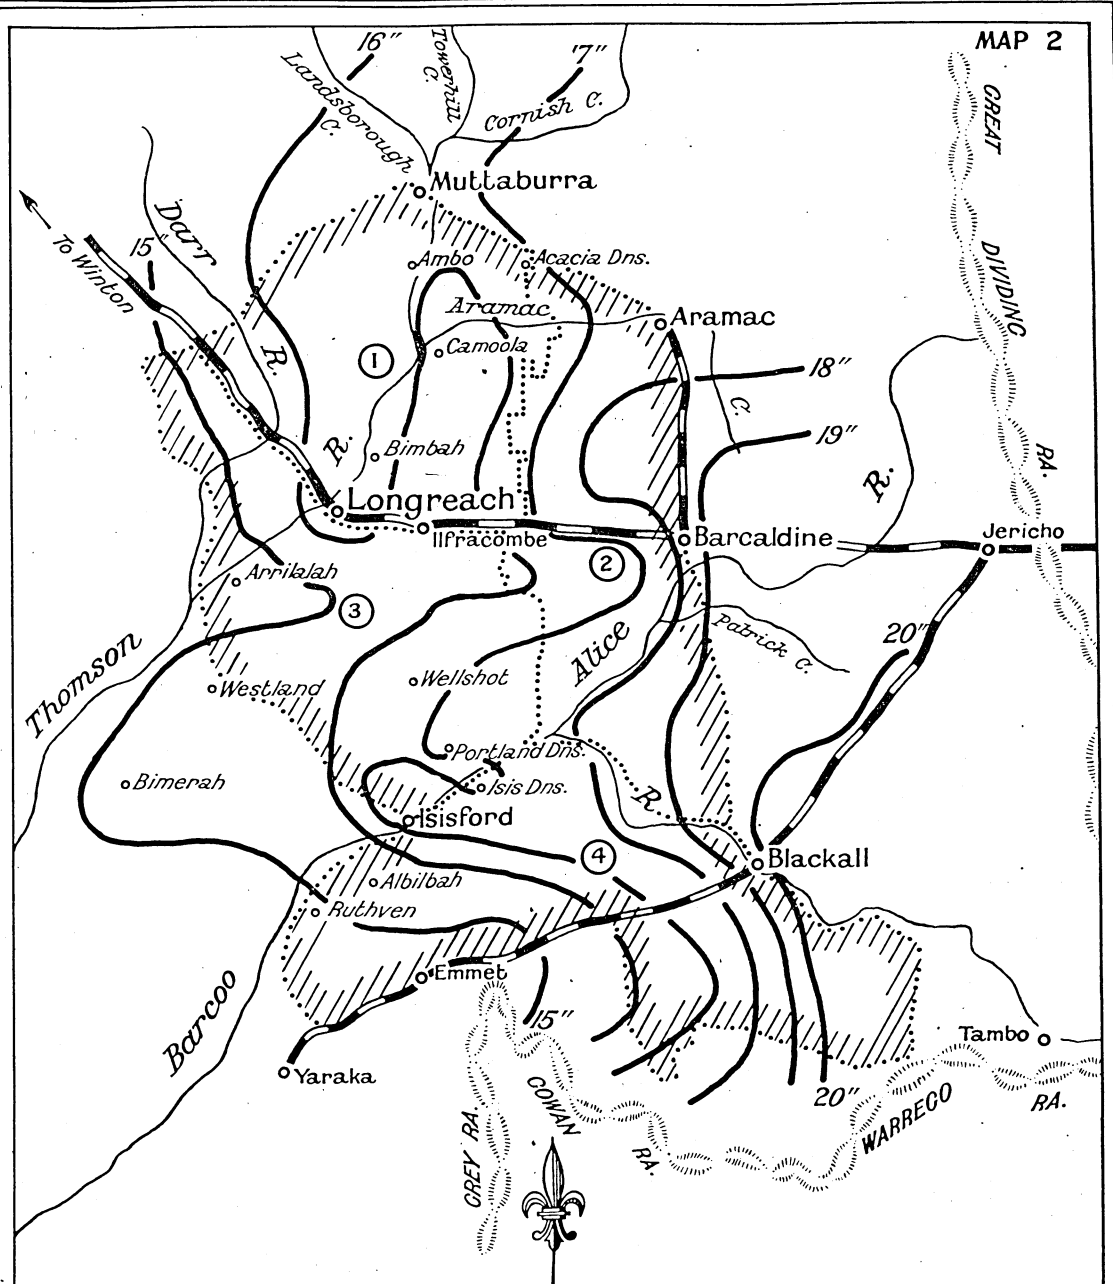 MAP 2
16"
Towerhill
C.
'7"
Landsborough
C.
Cornish C.
GREAT
Muttaburra
Darr
To Winton
15"
Ambo
Acacia Dns.
DIVIDING
Aramac
Aramac
R.
1
Camoola
18"
C.
19"
R.
Bimbah
RA.
R.
Longreach
Ilfracombe
Barcaldine
Jericho
2
Arrilalah
3
Patrick C.
20"
Alice
Thomson
Westland
Wellshot
Portland Dns.
Bimerah
Isis Dns.
R.
Isisford
4
Blackall
Albilbah
Ruthven
Emmet
15"
Barcoo
Tambo
Yaraka
20"
COWAN
RA.
GREY RA.
WARREGO
RA.